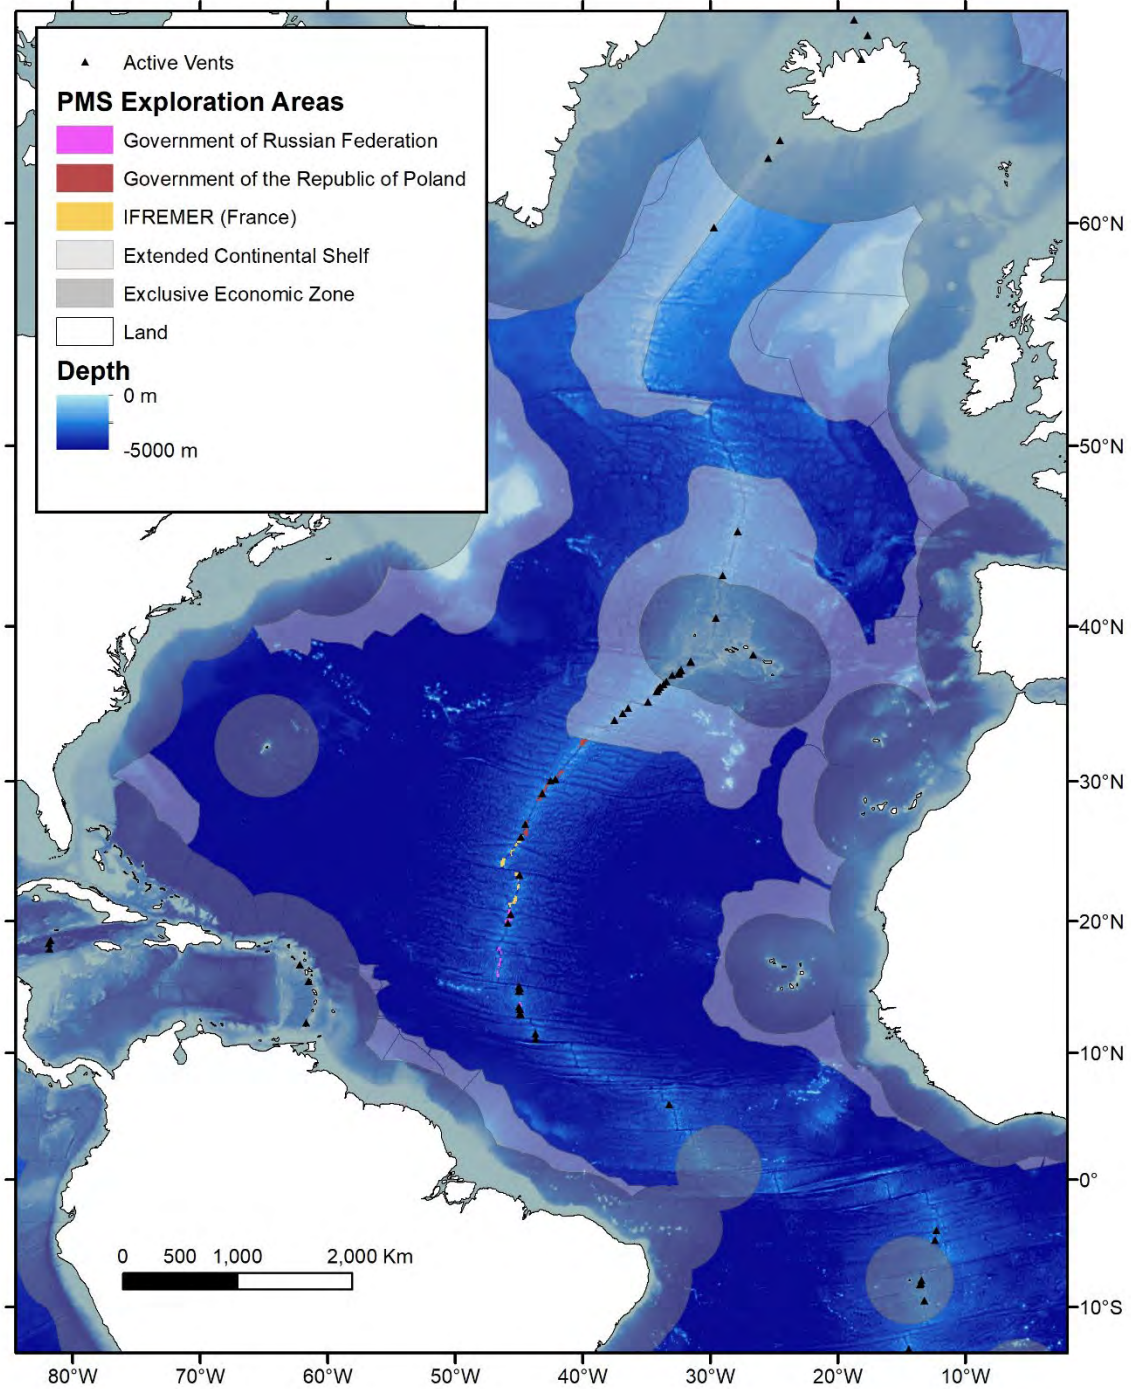 Active Vents
PMS Exploration Areas
Government of Russian Federation
Government of the Republic of Poland
IFREMER (France)
Extended Continental Shelf
Exclusive Economic Zone
Land
Depth
0 m
-5000 m
60°N
50°N
40°N
30°N
20°N
10°N
0°
10°S
0 500 1,000 2,000 Km
80°W 70°W 60°W 50°W 40°W 30°W 20°W 10°W